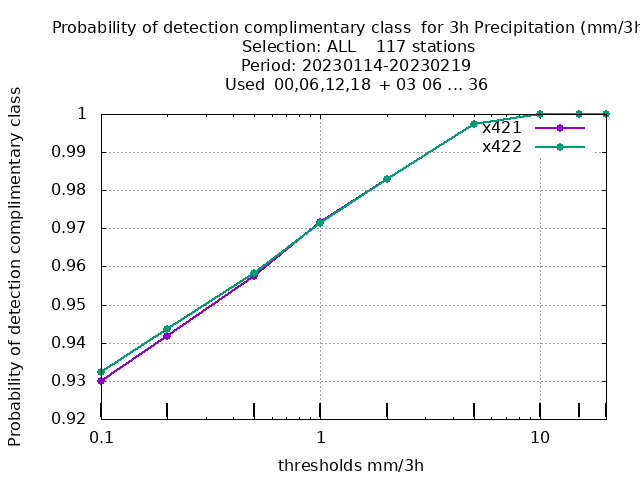 Probability of detection complimentary class for 3h Precipitation (mm/3h
Selection: ALL 117 stations
Period: 20230114-20230219
Used 00,06,12,18 + 03 06 ... 36
Probability of detection complimentary class
1
0.99
0.98
0.97
0.96
0.95
0.94
0.93
0.92
x421
x422
0.1 1 10
thresholds mm/3h